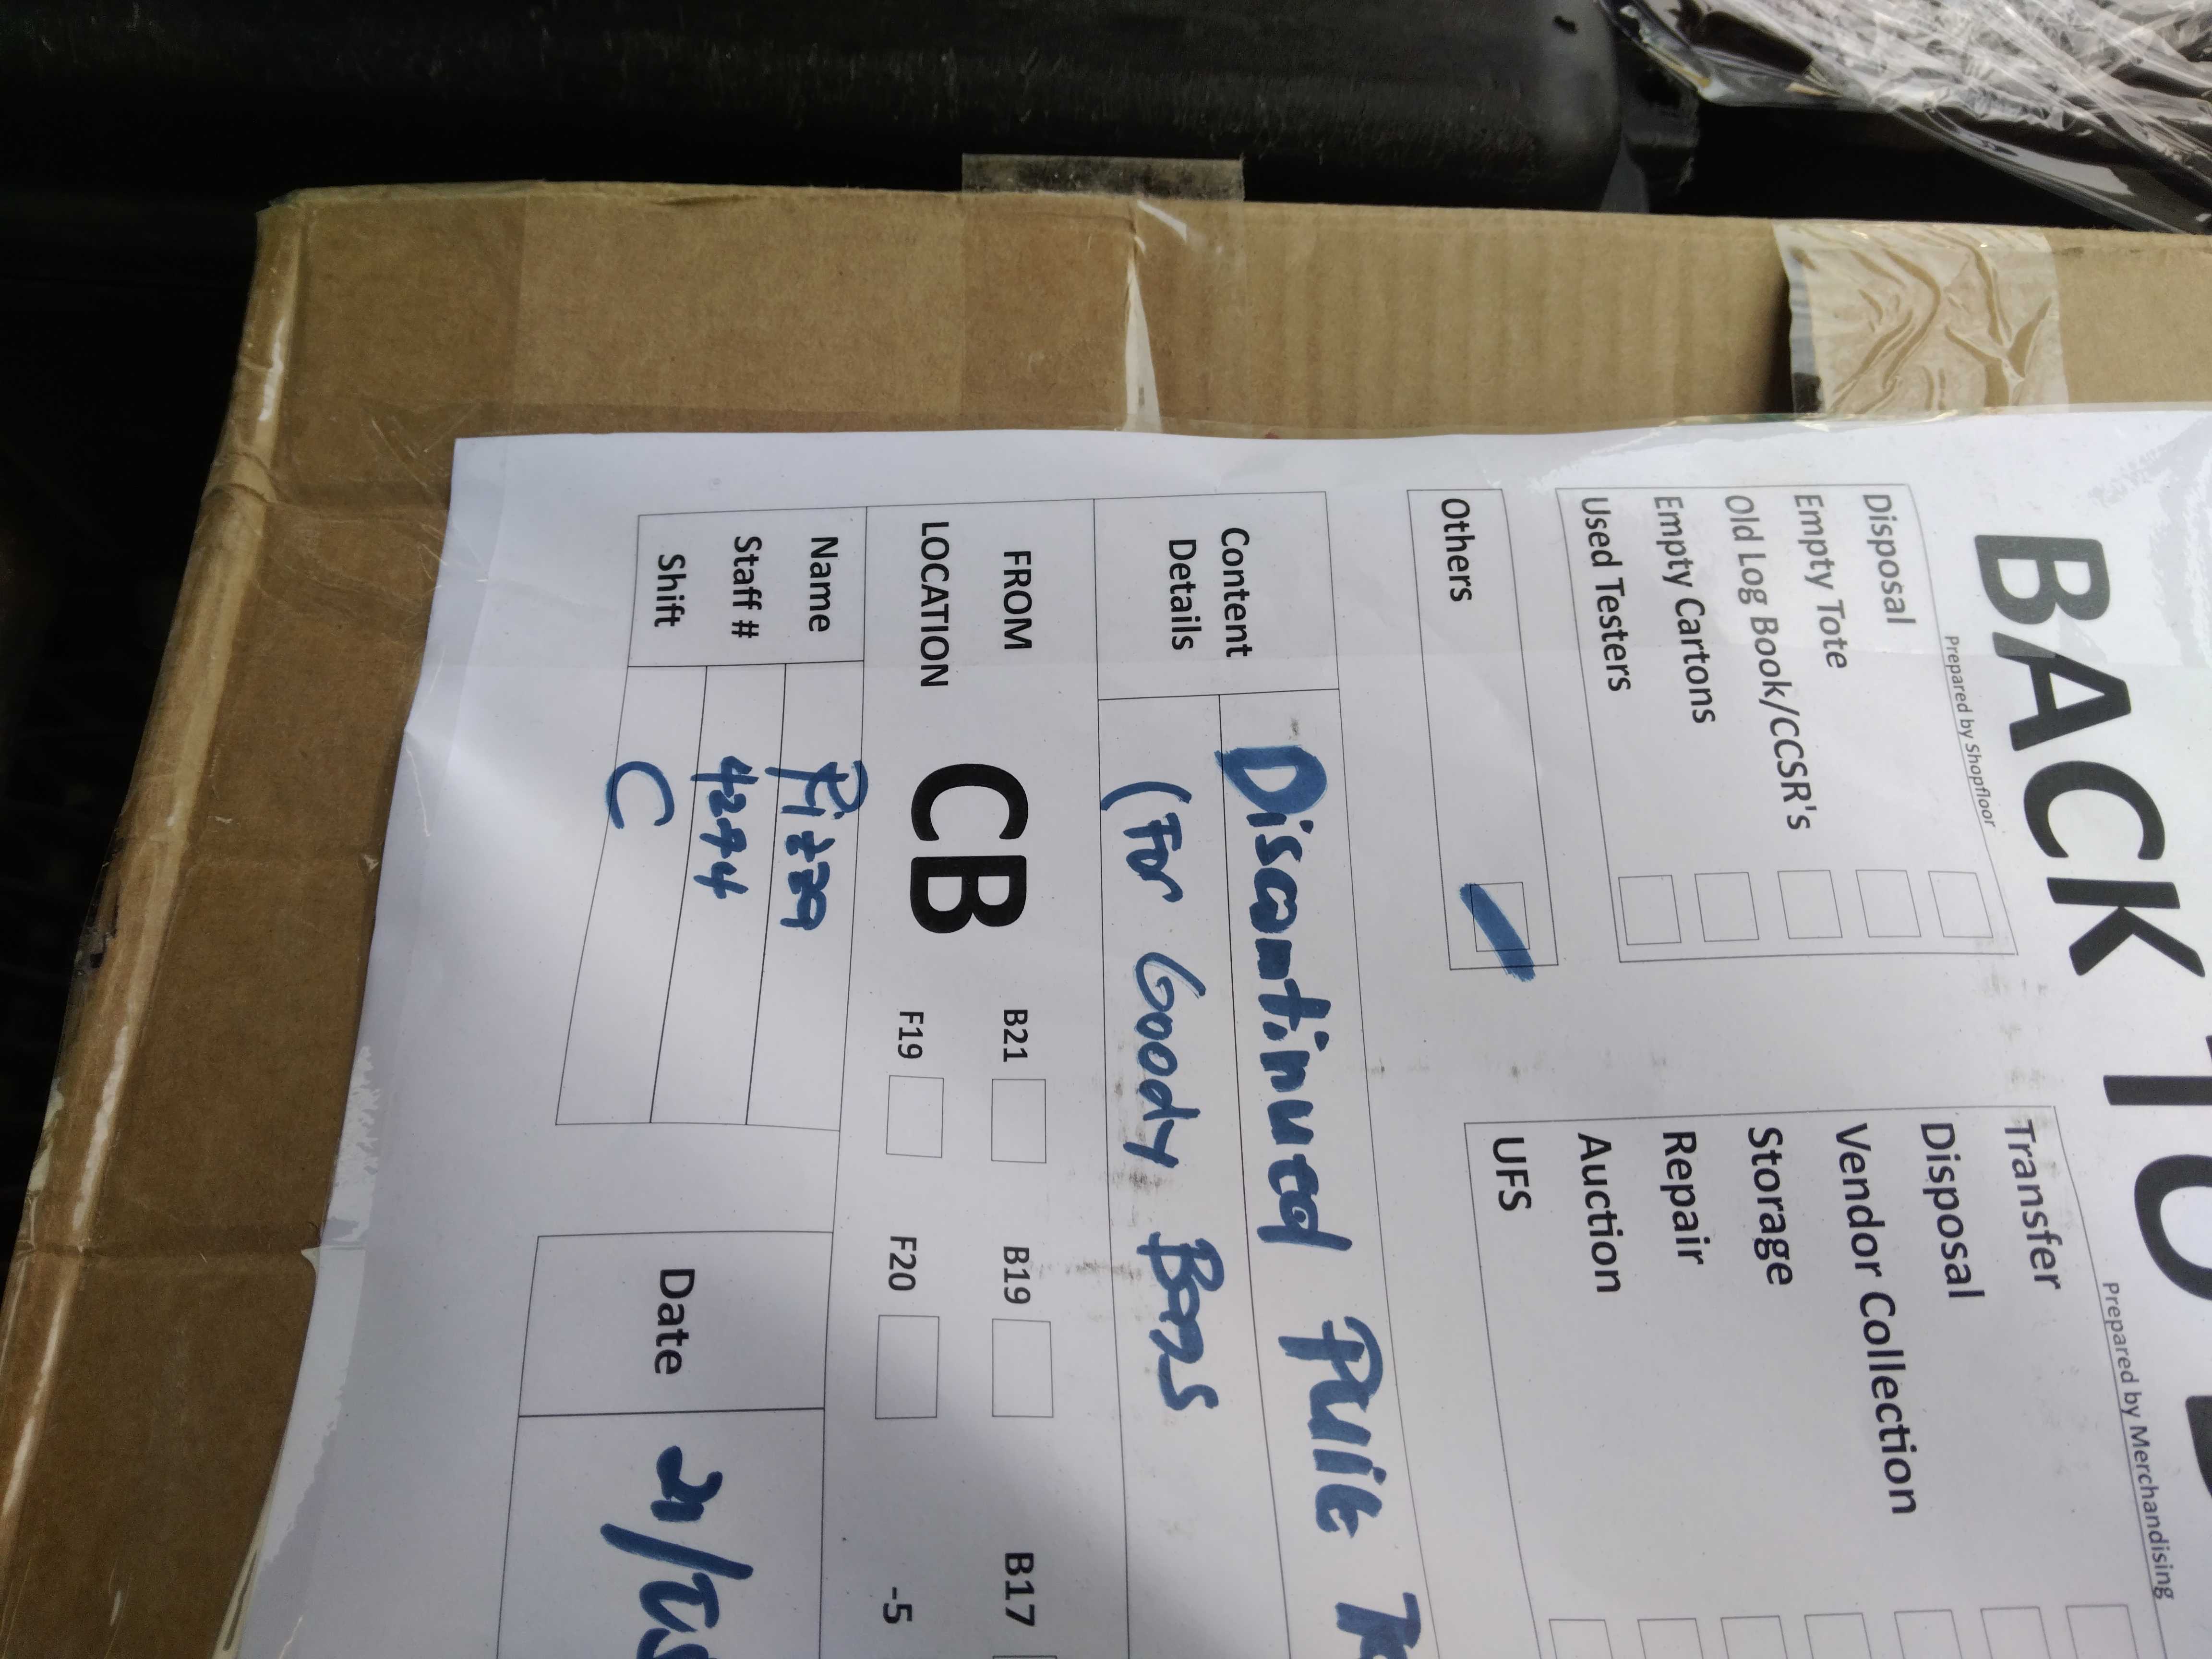 BACK TO
Prepared by Shopfloor
Disposal
Empty Tote
Old Log Book/CCSR's
Empty Cartons
Used Testers
Others
Prepared by Merchandising
Transfer
Disposal
Vendor Collection
Storage
Repair
Auction
UFS
Content Details
Discontinued
(For Goody Bags
FROM LOCATION
CB
B21 B19 B17
F19 F20 -5
Name
Staff #
Shift C
Date